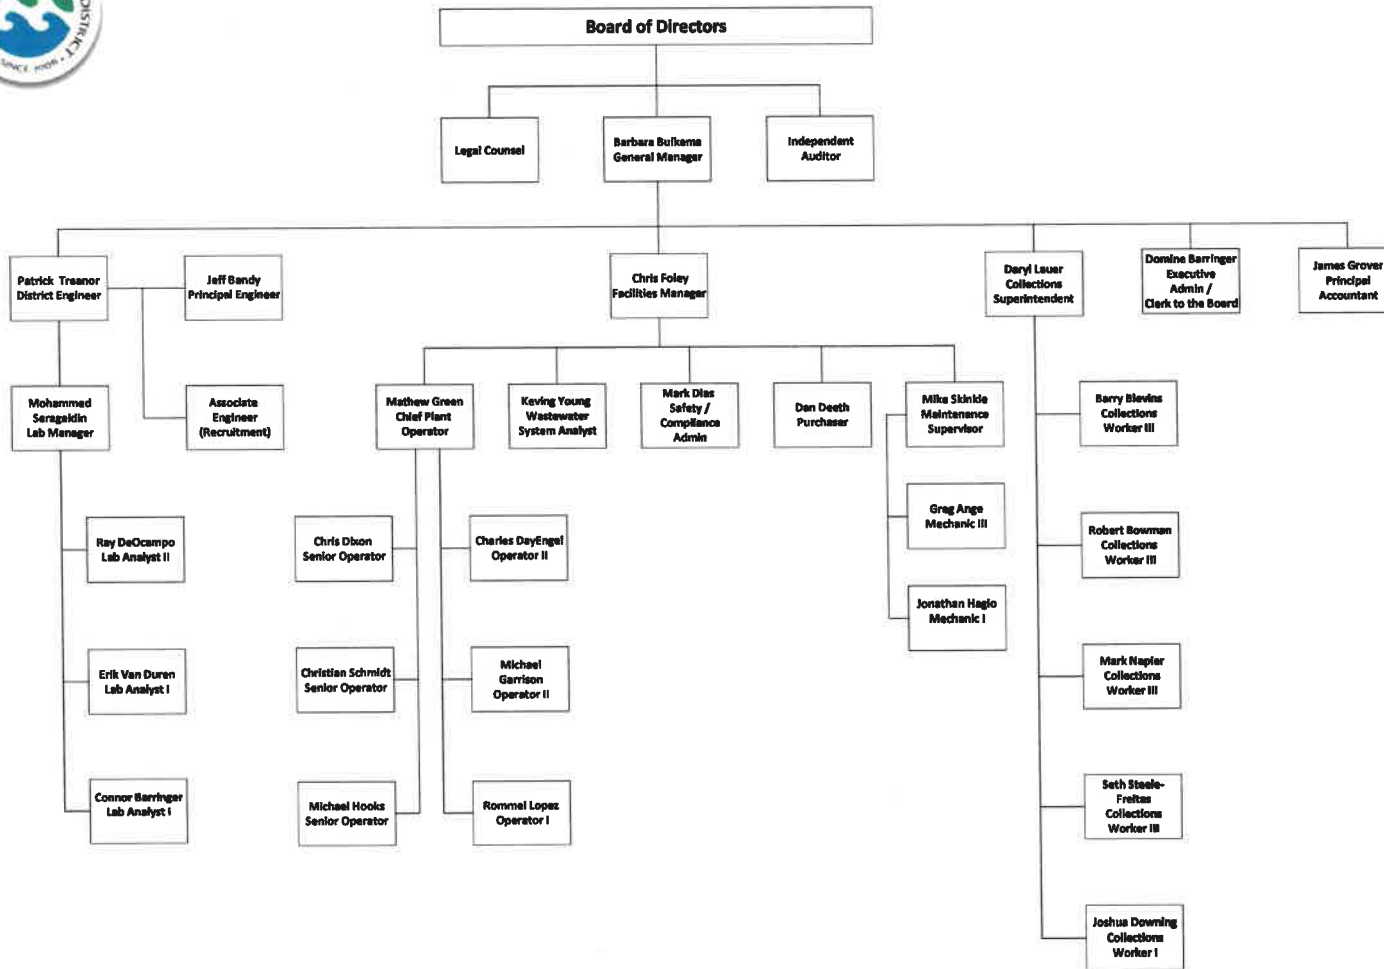 DISTRICT
SINCE 1908
Board of Directors
Legal Counsel
Barbara Buikema
General Manager
Independent
Auditor
Patrick Treanor
District Engineer
Jeff Bandy
Principal Engineer
Chris Foley
Facilities Manager
Daryl Lauer
Collections
Superintendent
Domine Barringer
Executive
Admin /
Clerk to the Board
James Grover
Principal
Accountant
Mohammed
Serageldin
Lab Manager
Associate
Engineer
(Recruitment)
Mathew Green
Chief Plant
Operator
Keving Young
Wastewater
System Analyst
Mark Dias
Safety /
Compliance
Admin
Dan Deeth
Purchaser
Mike Skinkle
Maintenance
Supervisor
Barry Blevins
Collections
Worker III
Greg Ange
Mechanic III
Ray DeOcampo
Lab Analyst II
Chris Dixon
Senior Operator
Charles DayEngel
Operator II
Robert Bowman
Collections
Worker III
Jonathan Hagio
Mechanic I
Erik Van Duren
Lab Analyst I
Christian Schmidt
Senior Operator
Michael
Garrison
Operator II
Mark Napier
Collections
Worker III
Connor Barringer
Lab Analyst I
Michael Hooks
Senior Operator
Rommel Lopez
Operator I
Seth Steele-
Freitas
Collections
Worker III
Joshua Downing
Collections
Worker I